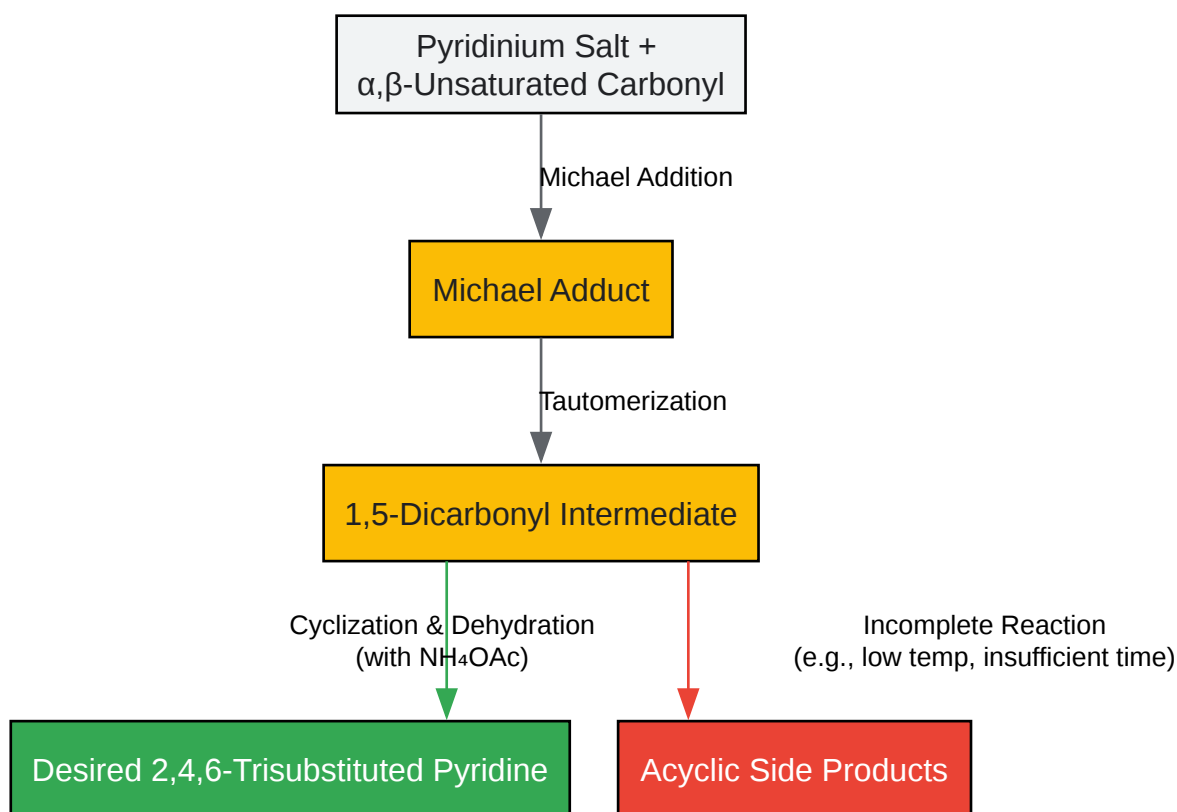 Pyridinium Salt +
α,β-Unsaturated Carbonyl
Michael Addition
Michael Adduct
Tautomerization
1,5-Dicarbonyl Intermediate
Cyclization & Dehydration
(with NH₄OAc)
Incomplete Reaction
(e.g., low temp, insufficient time)
Desired 2,4,6-Trisubstituted Pyridine
Acyclic Side Products